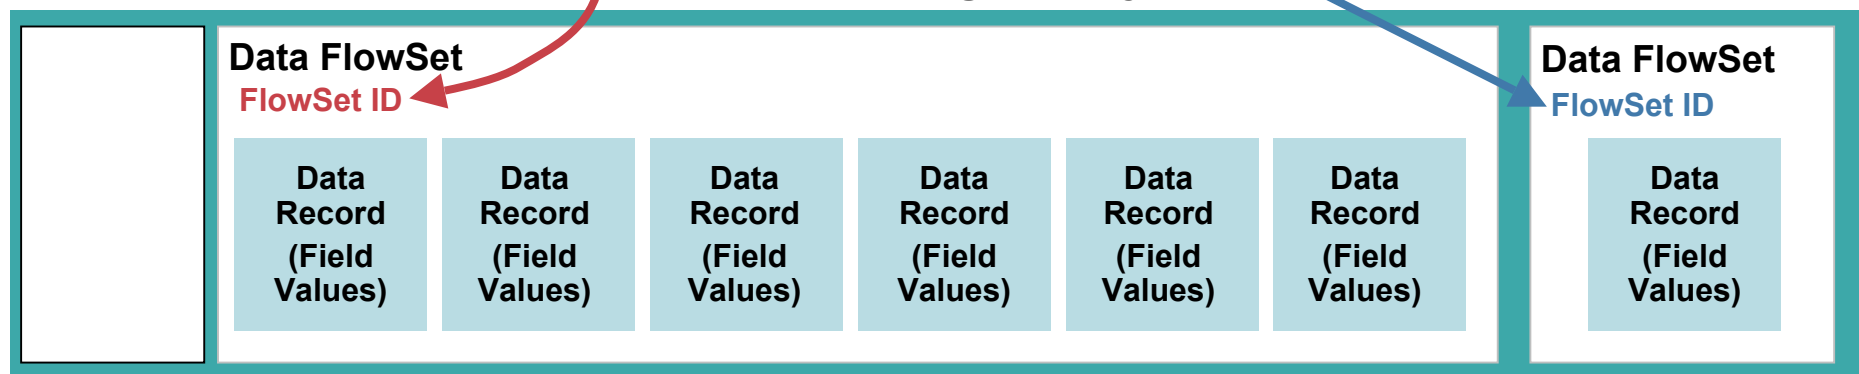 Data FlowSet
FlowSet ID
Data
Record
(Field
Values)
Data
Record
(Field
Values)
Data
Record
(Field
Values)
Data
Record
(Field
Values)
Data
Record
(Field
Values)
Data
Record
(Field
Values)
Data FlowSet
FlowSet ID
Data
Record
(Field
Values)